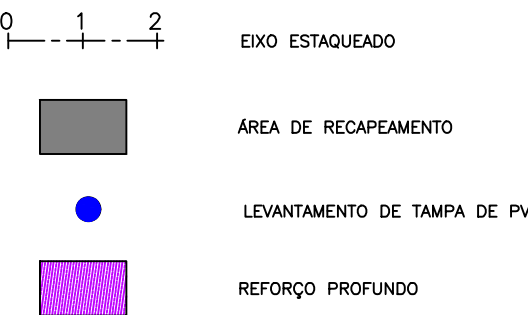 0 1 2
EIXO ESTAQUEADO
ÁREA DE RECAPEAMENTO
LEVANTAMENTO DE TAMPA DE PV
REFORÇO PROFUNDO